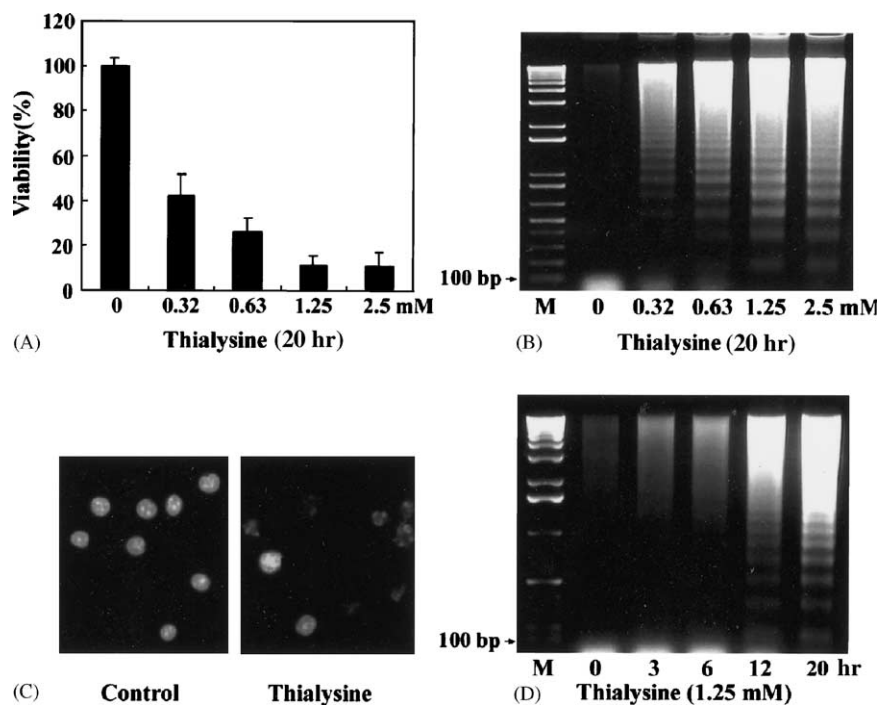 120
100
80
60
40
20
0
Viability(%)
0 0.32 0.63 1.25 2.5 mM
(A) Thialysine (20 hr)
100 bp
M 0 0.32 0.63 1.25 2.5 mM
(B) Thialysine (20 hr)
(C) Control Thialysine
100 bp
M 0 3 6 12 20 hr
(D) Thialysine (1.25 mM)